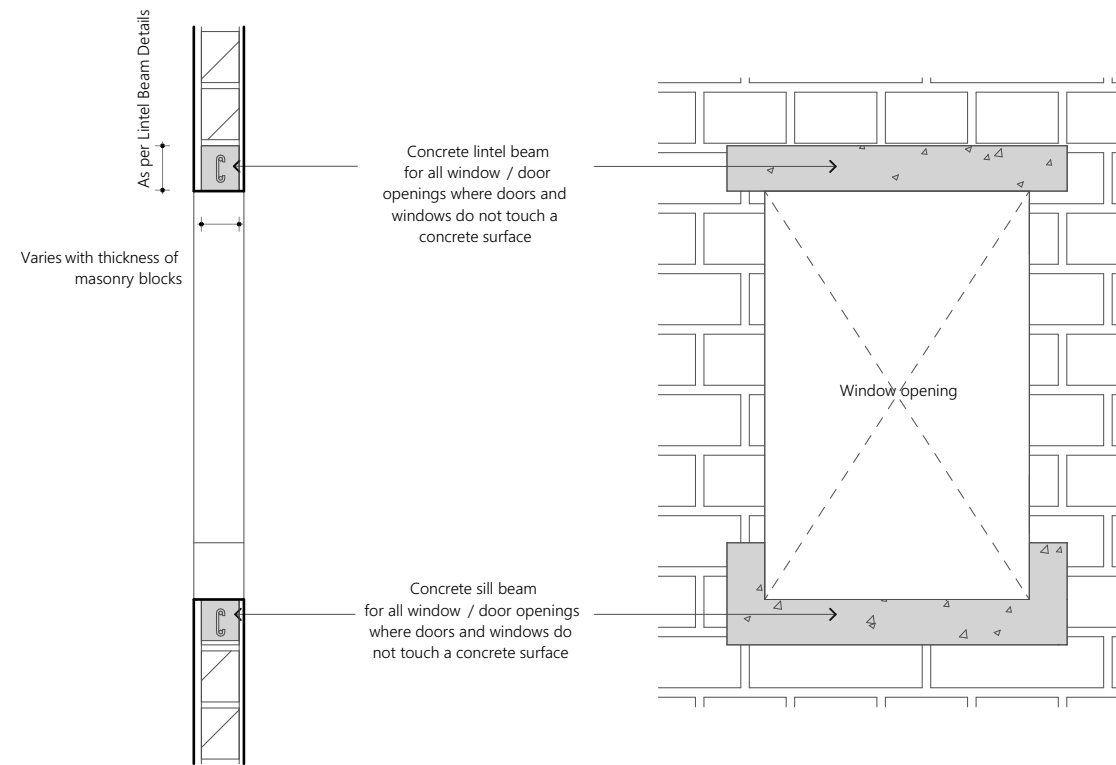 As per Lintel Beam Details
Concrete lintel beam
for all window / door
openings where doors and
windows do not touch a
concrete surface
Varies with thickness of
masonry blocks
Window opening
Concrete sill beam
for all window / door openings
where doors and windows do
not touch a concrete surface